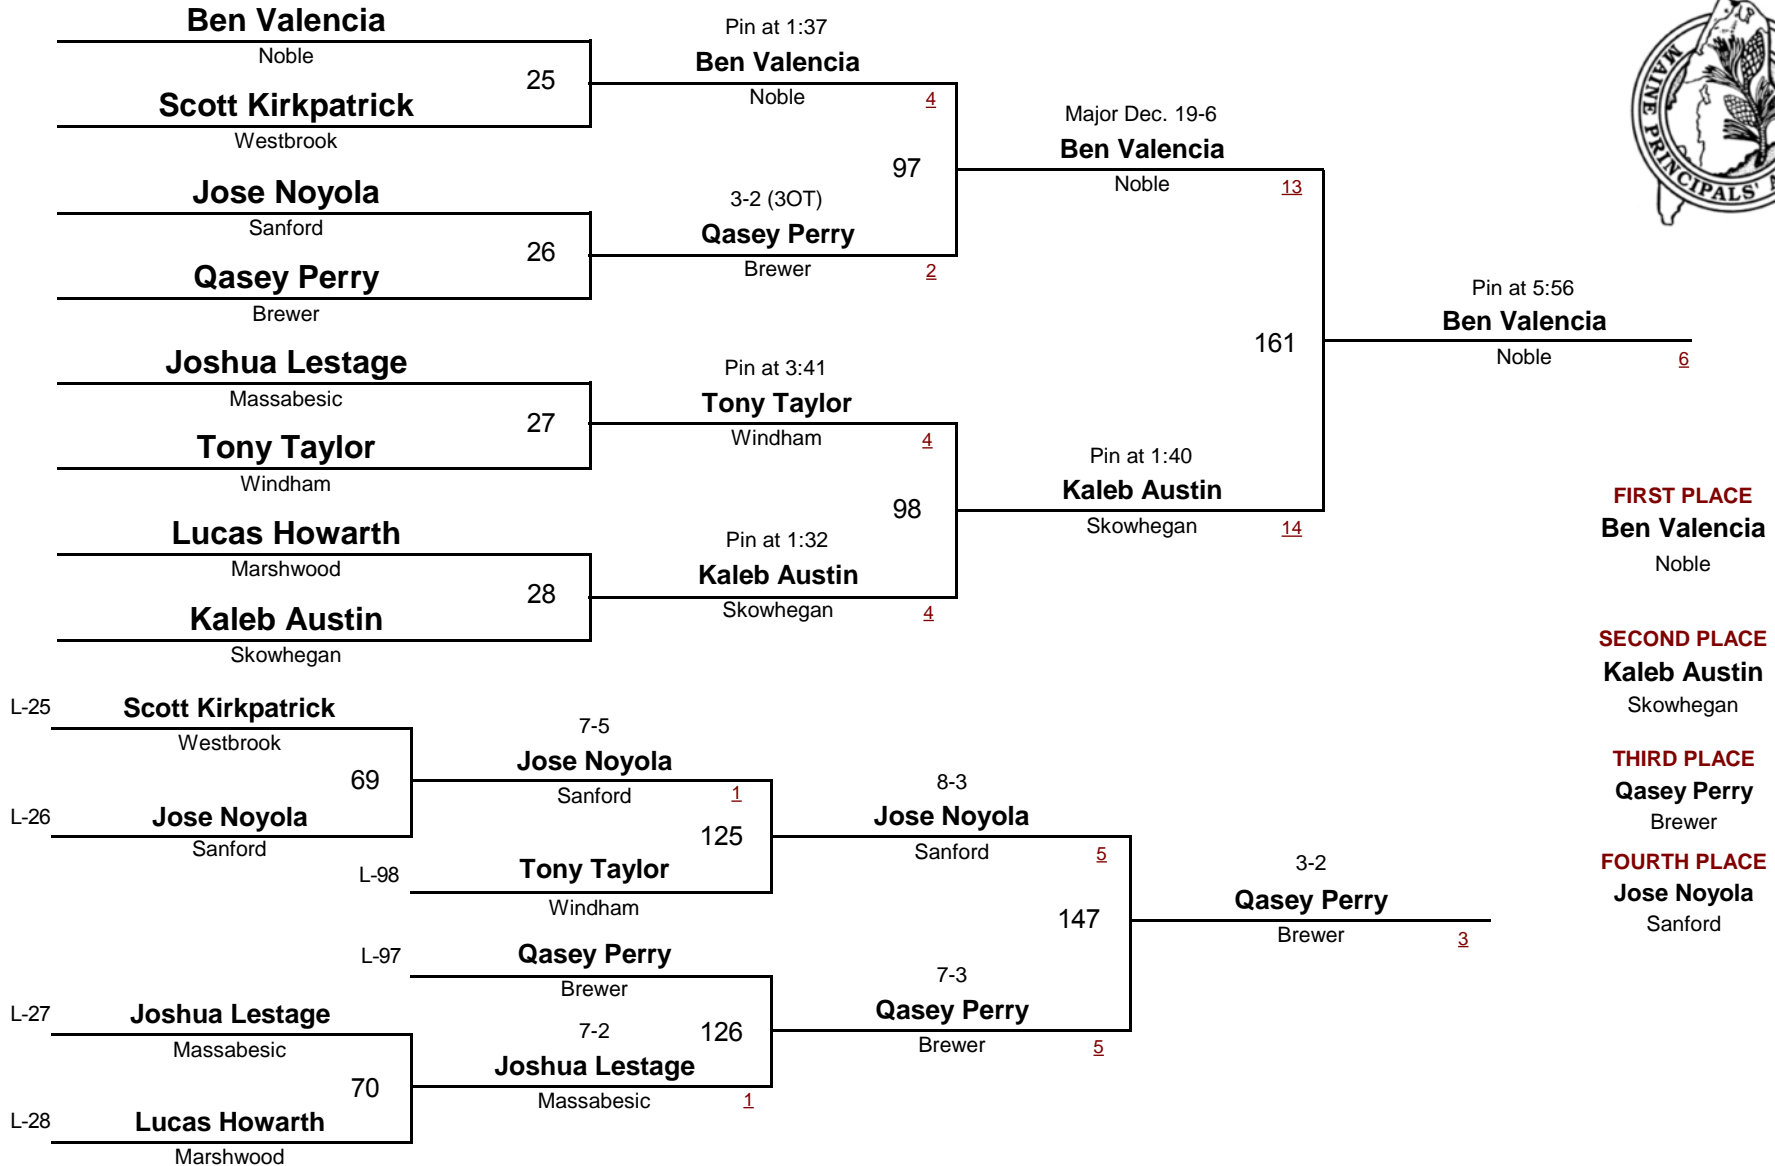 Ben Valencia
Noble
25
Scott Kirkpatrick
Westbrook
Jose Noyola
Sanford
26
Qasey Perry
Brewer
Joshua Lestage
Massabesic
27
Tony Taylor
Windham
Lucas Howarth
Marshwood
28
Kaleb Austin
Skowhegan
Pin at 1:37
Ben Valencia
Noble 4
97
3-2 (3OT)
Qasey Perry
Brewer 2
Pin at 3:41
Tony Taylor
Windham 4
98
Pin at 1:32
Kaleb Austin
Skowhegan 4
Major Dec. 19-6
Ben Valencia
Noble 13
161
Pin at 1:40
Kaleb Austin
Skowhegan 14
Pin at 5:56
Ben Valencia
Noble 6
MAINE PRINCIPALS' A
FIRST PLACE
Ben Valencia
Noble
SECOND PLACE
Kaleb Austin
Skowhegan
THIRD PLACE
Qasey Perry
Brewer
FOURTH PLACE
Jose Noyola
Sanford
L-25 Scott Kirkpatrick
Westbrook
69
L-26 Jose Noyola
Sanford
7-5
Jose Noyola
Sanford 1
125
L-98 Tony Taylor
Windham
L-97 Qasey Perry
Brewer
L-27 Joshua Lestage
Massabesic
70
L-28 Lucas Howarth
Marshwood
7-2 126
Joshua Lestage
Massabesic 1
8-3
Jose Noyola
Sanford 5
147
7-3
Qasey Perry
Brewer 5
3-2
Qasey Perry
Brewer 3